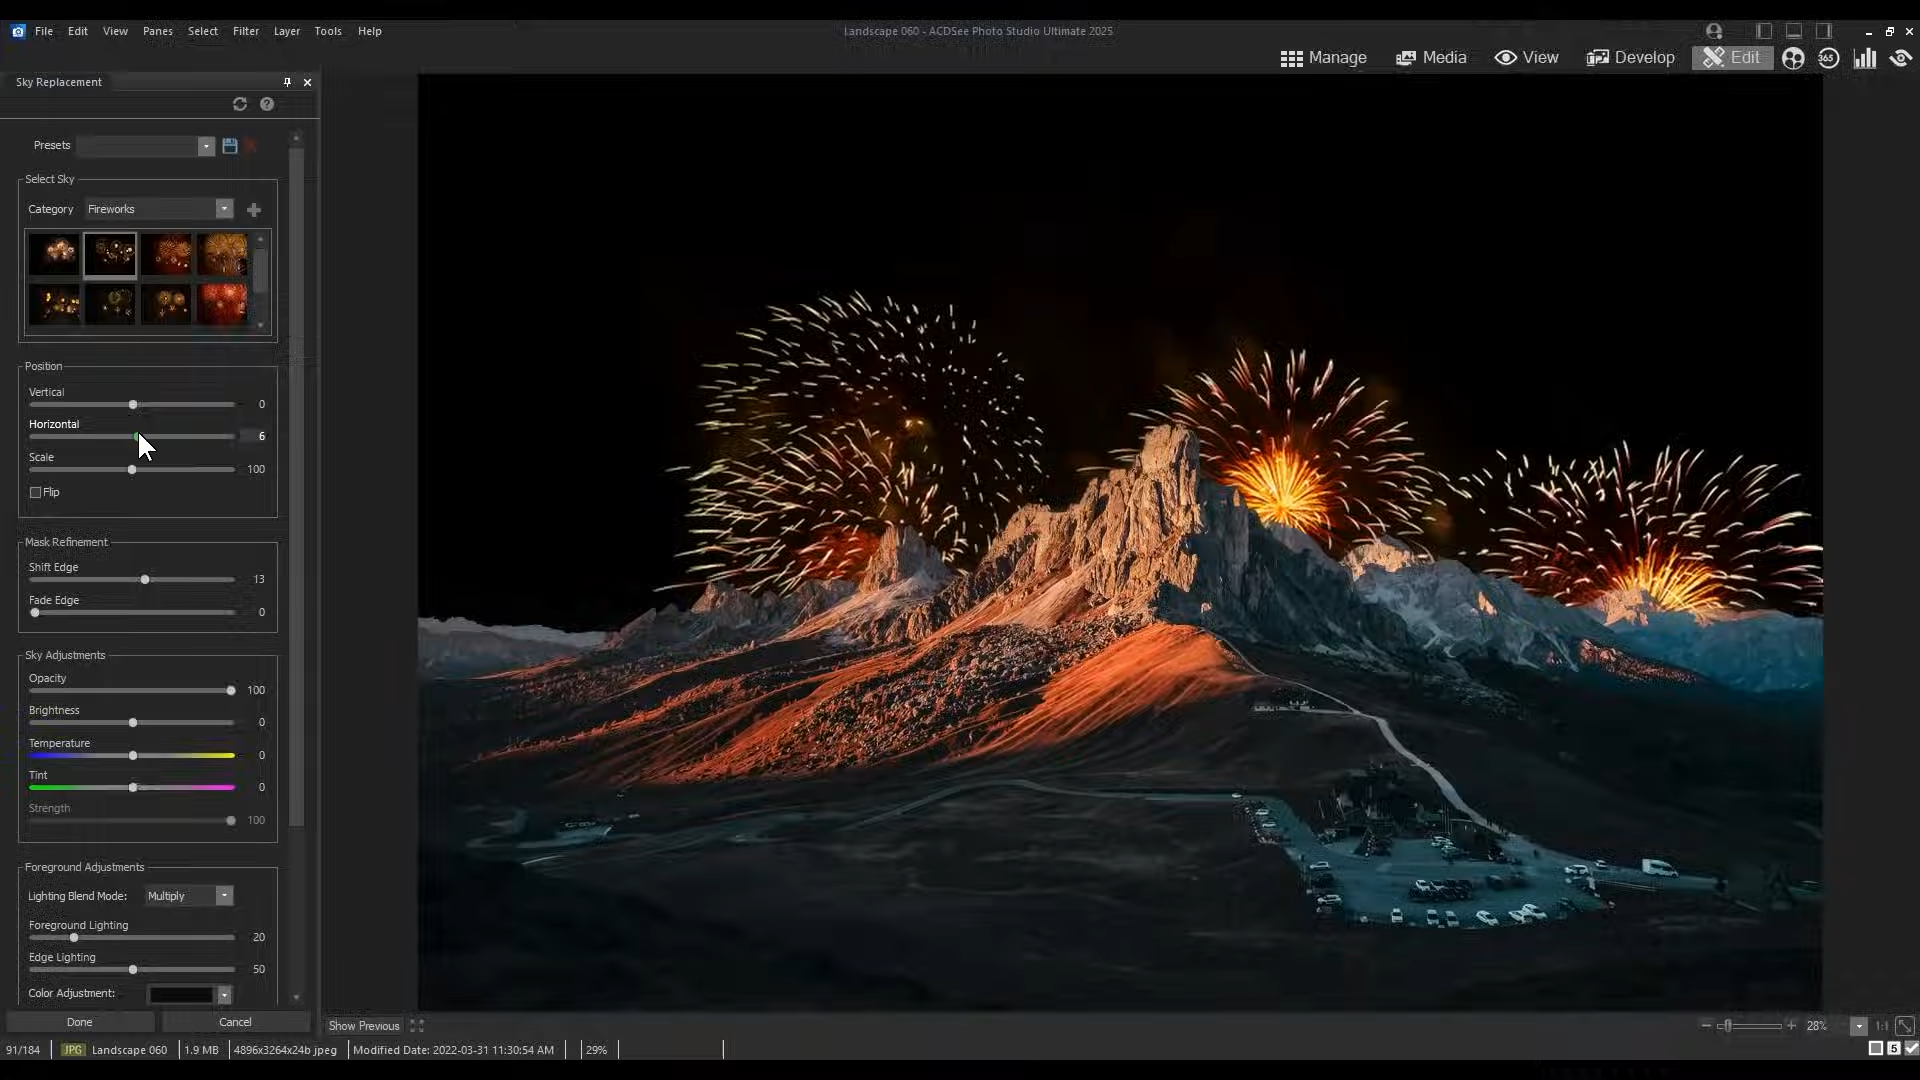 File Edit View Panes Select Filter Layer Tools Help
Landscape 060 - ACDSee Photo Studio Ultimate 2025
Manage Media View Develop Edit 365
Sky Replacement
Presets
Select Sky
Category Fireworks
Position
Vertical
0
Horizontal
6
Scale
100
Flip
Mask Refinement
Shift Edge
13
Fade Edge
0
Sky Adjustments
Opacity
100
Brightness
0
Temperature
0
Tint
0
Strength
100
Foreground Adjustments
Lighting Blend Mode: Multiply
Foreground Lighting
20
Edge Lighting
50
Color Adjustment:
Done Cancel
Show Previous
28% 1:1
91/184 JPG Landscape 060 1.9 MB 4896x3264x24b jpeg Modified Date: 2022-03-31 11:30:54 AM 29%
5